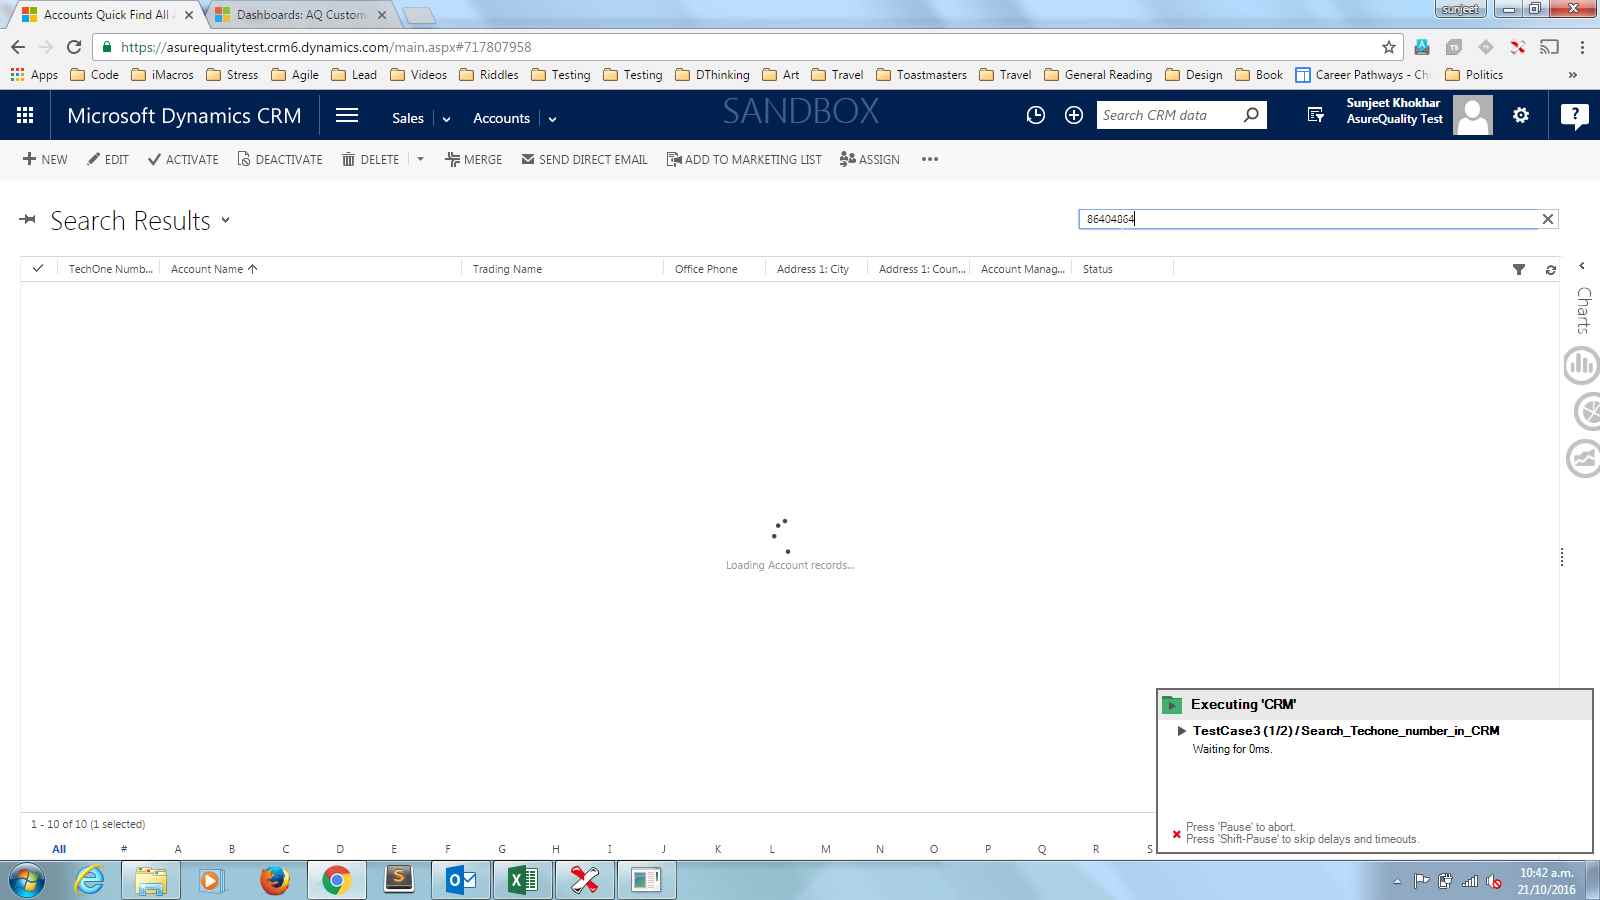 Accounts Quick Find All
Dashboards: AQ Custom
sunjeet
https://asurequalitytest.crm6.dynamics.com/main.aspx#717807958
Apps Code iMacros Stress Agile Lead Videos Riddles Testing Testing DThinking Art Travel Toastmasters Travel General Reading Design Book Career Pathways - Ch Politics »
Microsoft Dynamics CRM Sales Accounts SANDBOX Search CRM data
Sunjeet Khokhar
AsureQuality Test
?
NEW EDIT ACTIVATE DEACTIVATE DELETE MERGE SEND DIRECT EMAIL ADD TO MARKETING LIST ASSIGN •••
Search Results
86404864
TechOne Numb... Account Name Trading Name Office Phone Address 1: City Address 1: Coun... Account Manag... Status
Charts
Loading Account records...
Executing 'CRM'
TestCase3 (1/2) / Search_Techone_number_in_CRM
Waiting for 0ms.
Press 'Pause' to abort.
Press 'Shift-Pause' to skip delays and timeouts.
1 - 10 of 10 (1 selected)
All # A B C D E F G H I J K L M N O P Q R S
10:42 a.m.
21/10/2016